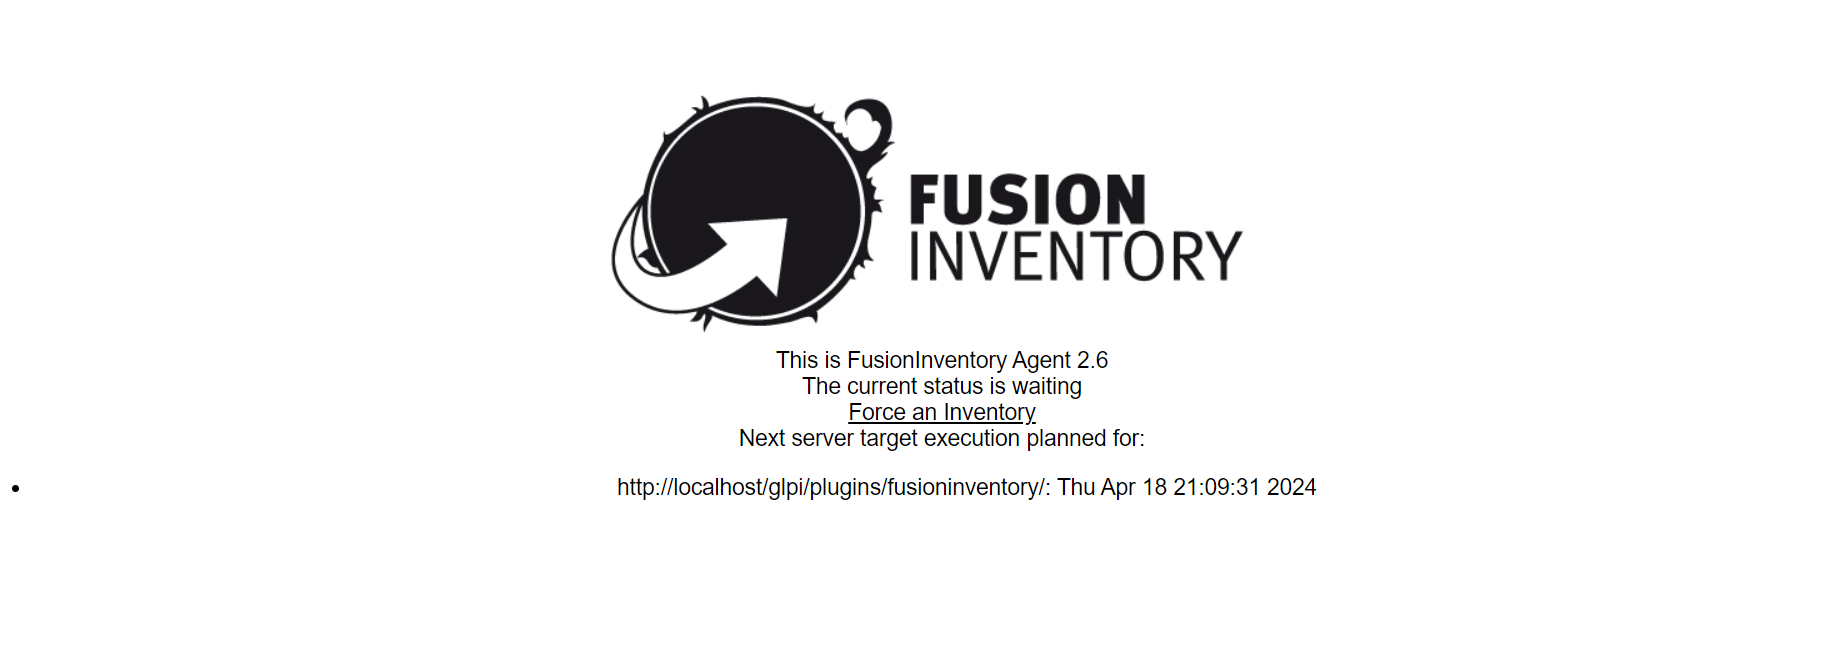 FUSION
INVENTORY
This is FusionInventory Agent 2.6
The current status is waiting
Force an Inventory
Next server target execution planned for:
http://localhost/glpi/plugins/fusioninventory/: Thu Apr 18 21:09:31 2024